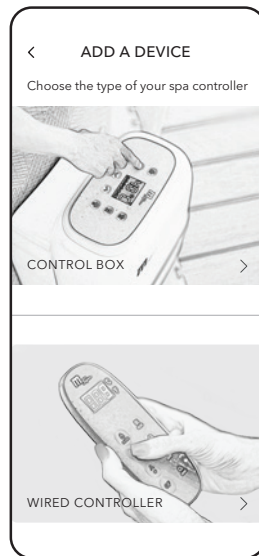 ADD A DEVICE
Choose the type of your spa controller
CONTROL BOX
WIRED CONTROLLER